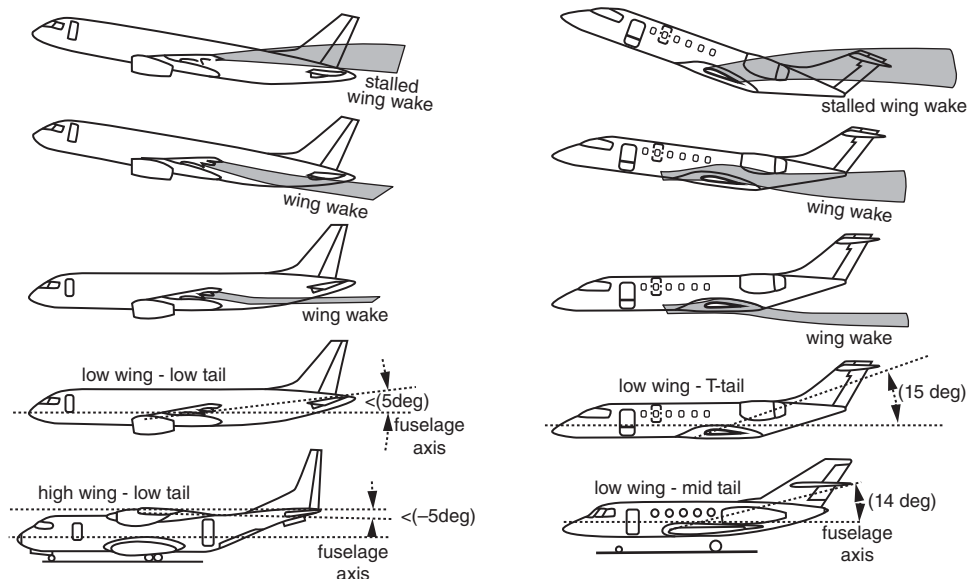 stalled
wing wake
stalled wing wake
wing wake
wing wake
wing wake
wing wake
low wing - low tail
<(5deg)
fuselage
axis
low wing - T-tail
(15 deg)
high wing - low tail
<(–5deg)
fuselage
axis
low wing - mid tail
(14 deg)
fuselage
axis